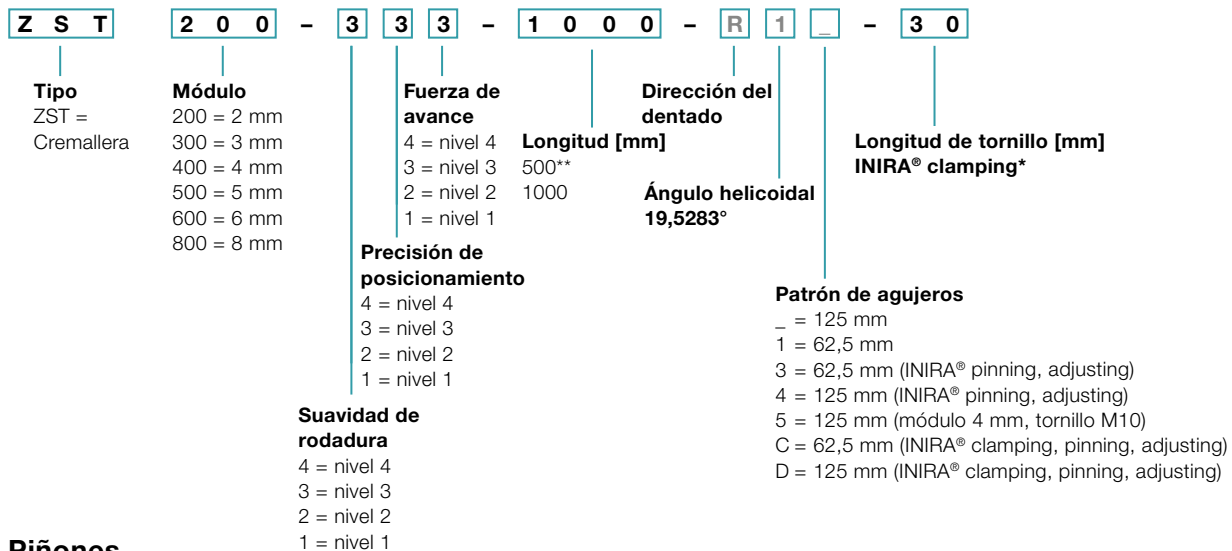 Z S T 2 0 0 – 3 3 3 – 1 0 0 0 – R 1 _ – 3 0
Tipo
ZST =
Cremallera
Módulo
200 = 2 mm
300 = 3 mm
400 = 4 mm
500 = 5 mm
600 = 6 mm
800 = 8 mm
Suavidad de
rodadura
4 = nivel 4
3 = nivel 3
2 = nivel 2
1 = nivel 1
Precisión de
posicionamiento
4 = nivel 4
3 = nivel 3
2 = nivel 2
1 = nivel 1
Fuerza de
avance
4 = nivel 4
3 = nivel 3
2 = nivel 2
1 = nivel 1
Longitud [mm]
500**
1000
Dirección del
dentado
Ángulo helicoidal
19,5283°
Patrón de agujeros
_ = 125 mm
1 = 62,5 mm
3 = 62,5 mm (INIRA® pinning, adjusting)
4 = 125 mm (INIRA® pinning, adjusting)
5 = 125 mm (módulo 4 mm, tornillo M10)
C = 62,5 mm (INIRA® clamping, pinning, adjusting)
D = 125 mm (INIRA® clamping, pinning, adjusting)
Longitud de tornillo [mm]
INIRA® clamping*
Piñones